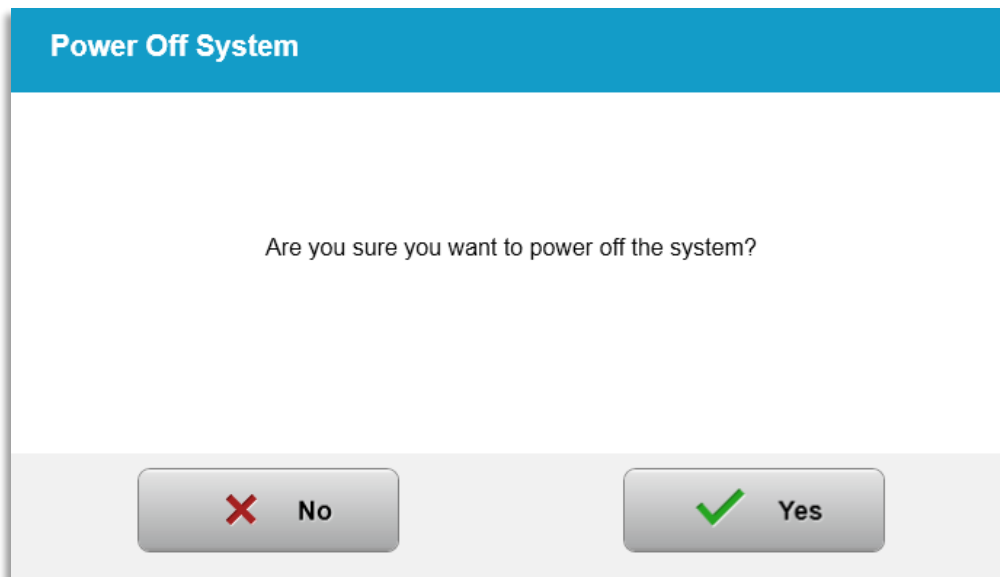 Power Off System
Are you sure you want to power off the system?
No
Yes